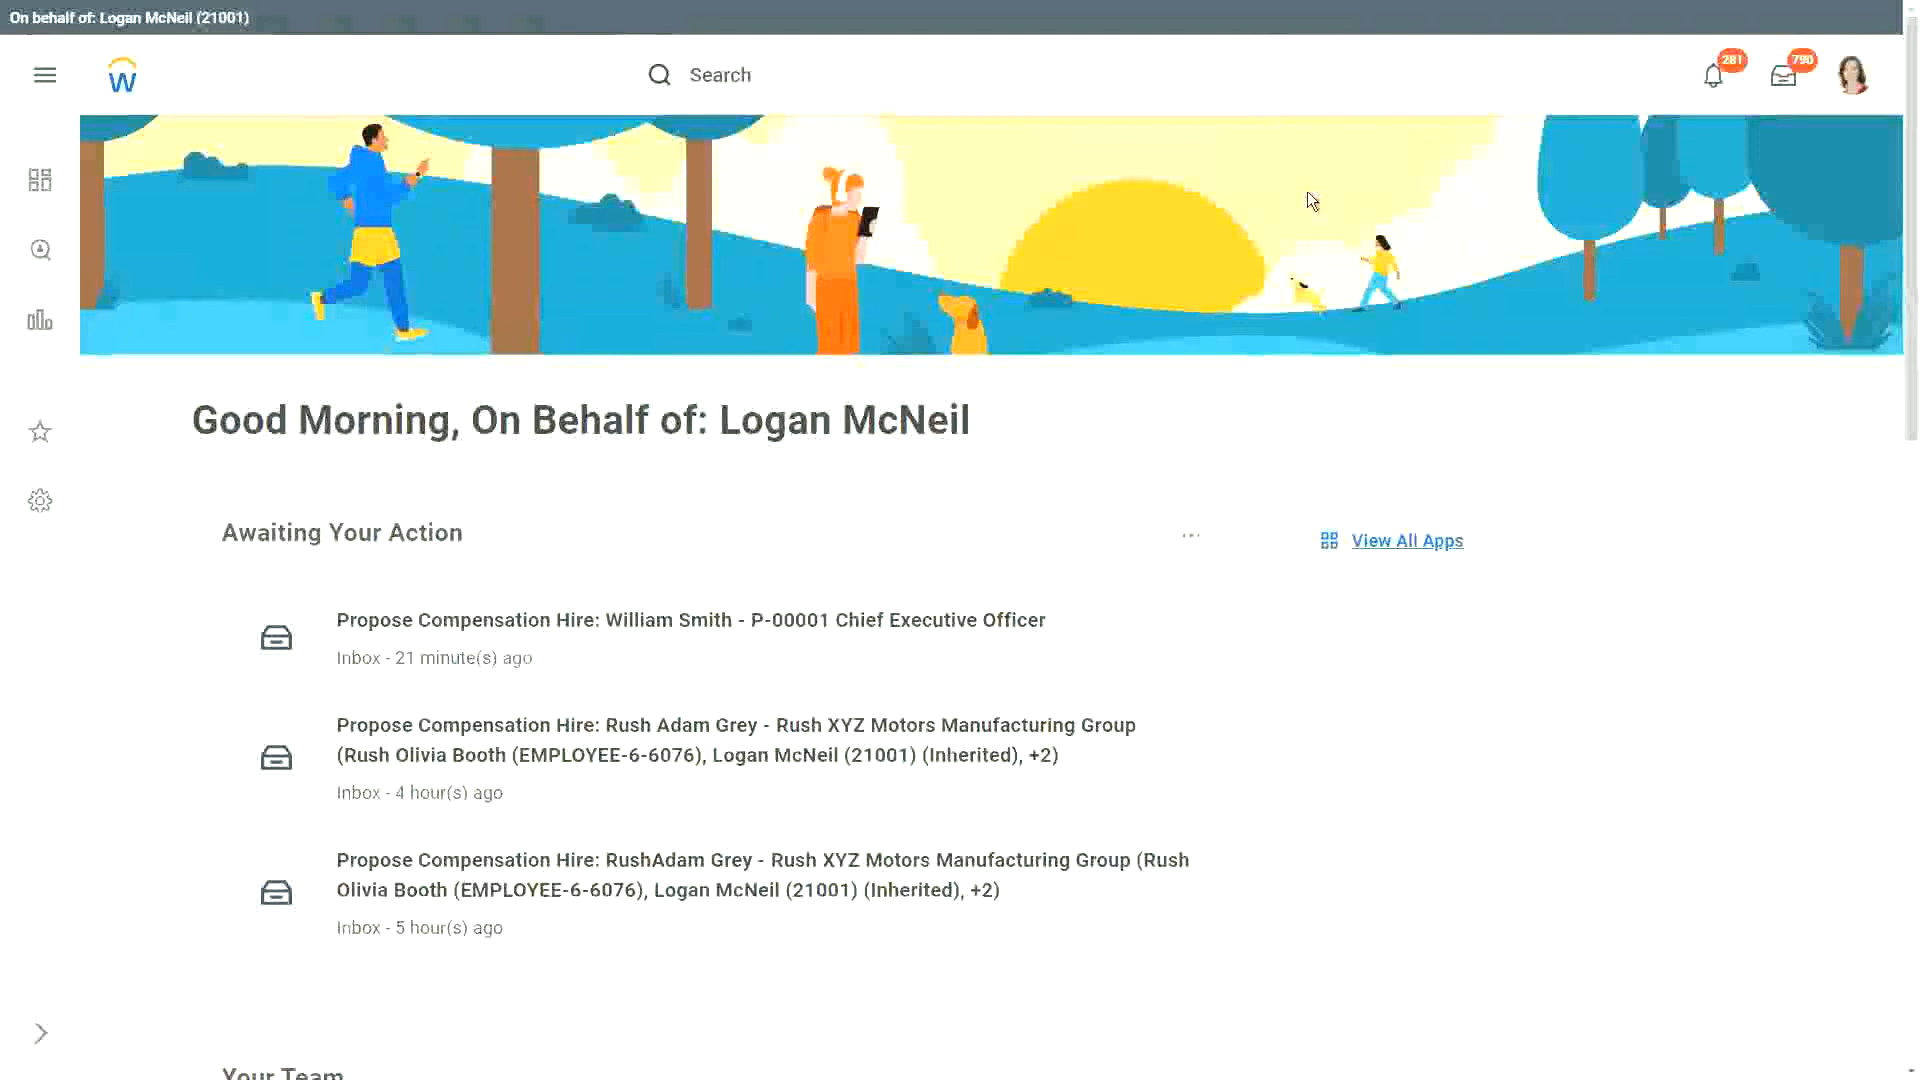 On behalf of: Logan McNeil (21001)
W
Search
281
790
Good Morning, On Behalf of: Logan McNeil
Awaiting Your Action
View All Apps
Propose Compensation Hire: William Smith - P-00001 Chief Executive Officer
Inbox - 21 minute(s) ago
Propose Compensation Hire: Rush Adam Grey - Rush XYZ Motors Manufacturing Group
(Rush Olivia Booth (EMPLOYEE-6-6076), Logan McNeil (21001) (Inherited), +2)
Inbox - 4 hour(s) ago
Propose Compensation Hire: RushAdam Grey - Rush XYZ Motors Manufacturing Group (Rush
Olivia Booth (EMPLOYEE-6-6076), Logan McNeil (21001) (Inherited), +2)
Inbox - 5 hour(s) ago
Your Team